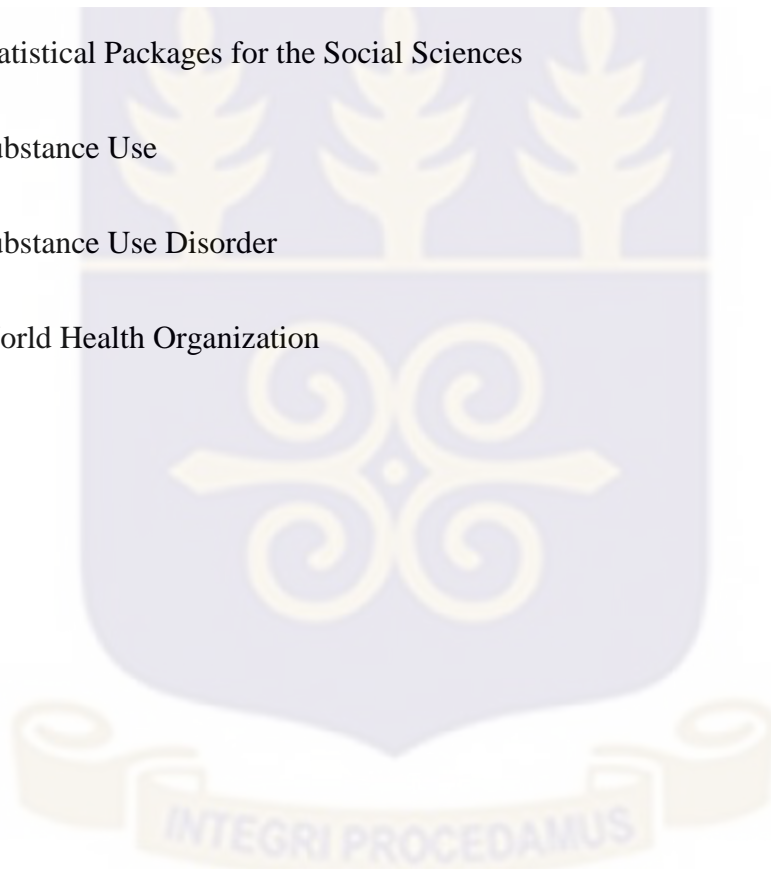 atistical Packages for the Social Sciences
ubstance Use
ubstance Use Disorder
orld Health Organization
INTEGRI PROCEDAMUS